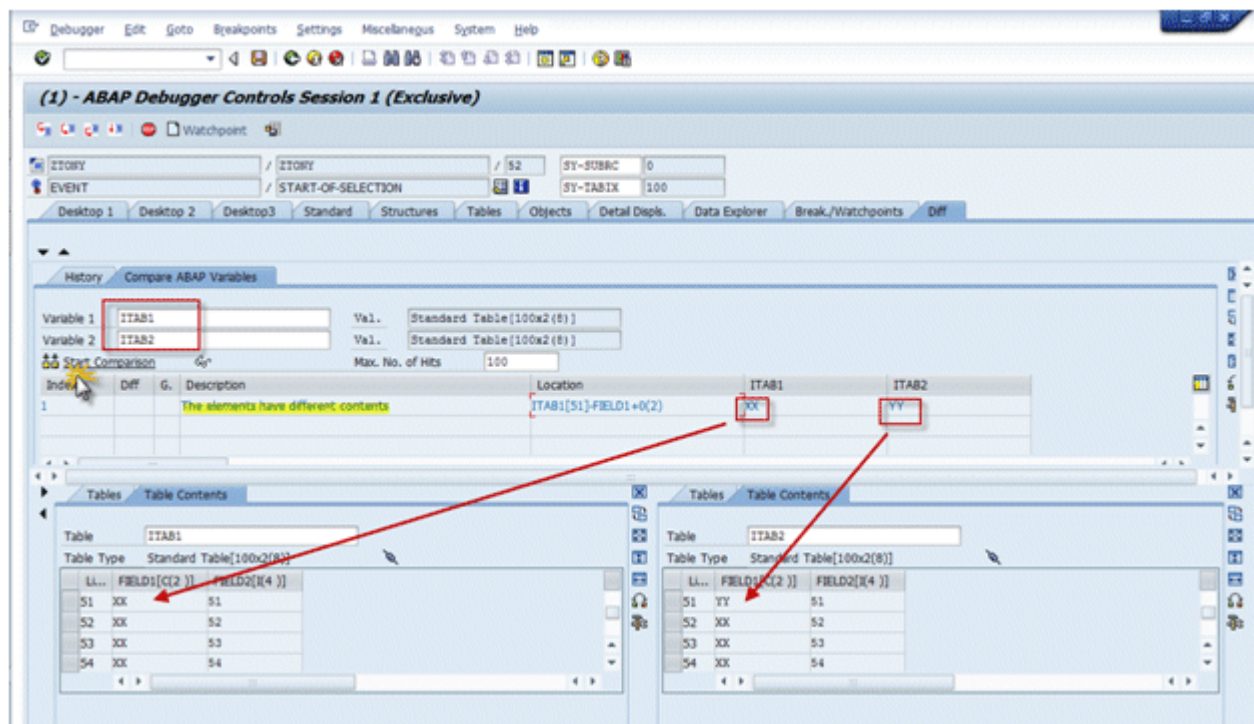 Debugger Edit Goto Breakpoints Settings Miscellaneous System Help
(1) - ABAP Debugger Controls Session 1 (Exclusive)
Watchpoint
ZTONY / ZTONY / 52 SY-SUBRC 0
EVENT / START-OF-SELECTION SY-TABIX 100
Desktop 1 Desktop 2 Desktop3 Standard Structures Tables Objects Detail Displs. Data Explorer Break./Watchpoints Diff
History Compare ABAP Variables
Variable 1 ITAB1 Val. Standard Table[100x2(8)]
Variable 2 ITAB2 Val. Standard Table[100x2(8)]
Start Comparison Max. No. of Hits 100
Index Diff G. Description Location ITAB1 ITAB2
1 The elements have different contents ITAB1[51]-FIELD1+0(2) XX YY
Tables Table Contents
Table ITAB1
Table Type Standard Table[100x2(8)]
Li... FIELD1[C(2 )] FIELD2[I(4 )]
51 XX 51
52 XX 52
53 XX 53
54 XX 54
Tables Table Contents
Table ITAB2
Table Type Standard Table[100x2(8)]
Li... FIELD1[C(2 )] FIELD2[I(4 )]
51 YY 51
52 XX 52
53 XX 53
54 XX 54